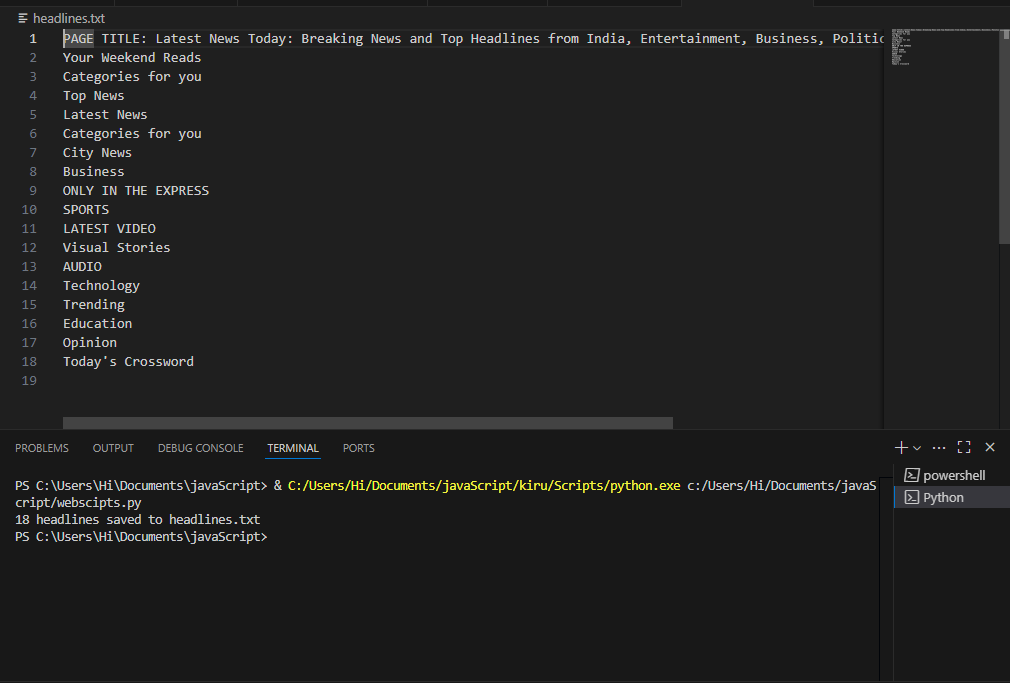 headlines.txt
1 PAGE TITLE: Latest News Today: Breaking News and Top Headlines from India, Entertainment, Business, Politic
2 Your Weekend Reads
3 Categories for you
4 Top News
5 Latest News
6 Categories for you
7 City News
8 Business
9 ONLY IN THE EXPRESS
10 SPORTS
11 LATEST VIDEO
12 Visual Stories
13 AUDIO
14 Technology
15 Trending
16 Education
17 Opinion
18 Today's Crossword
19
PROBLEMS OUTPUT DEBUG CONSOLE TERMINAL PORTS
PS C:\Users\Hi\Documents\javaScript> & C:/Users/Hi/Documents/javaScript/kiru/Scripts/python.exe c:/Users/Hi/Documents/javaS
cript/webscipts.py
18 headlines saved to headlines.txt
PS C:\Users\Hi\Documents\javaScript>
powershell
Python